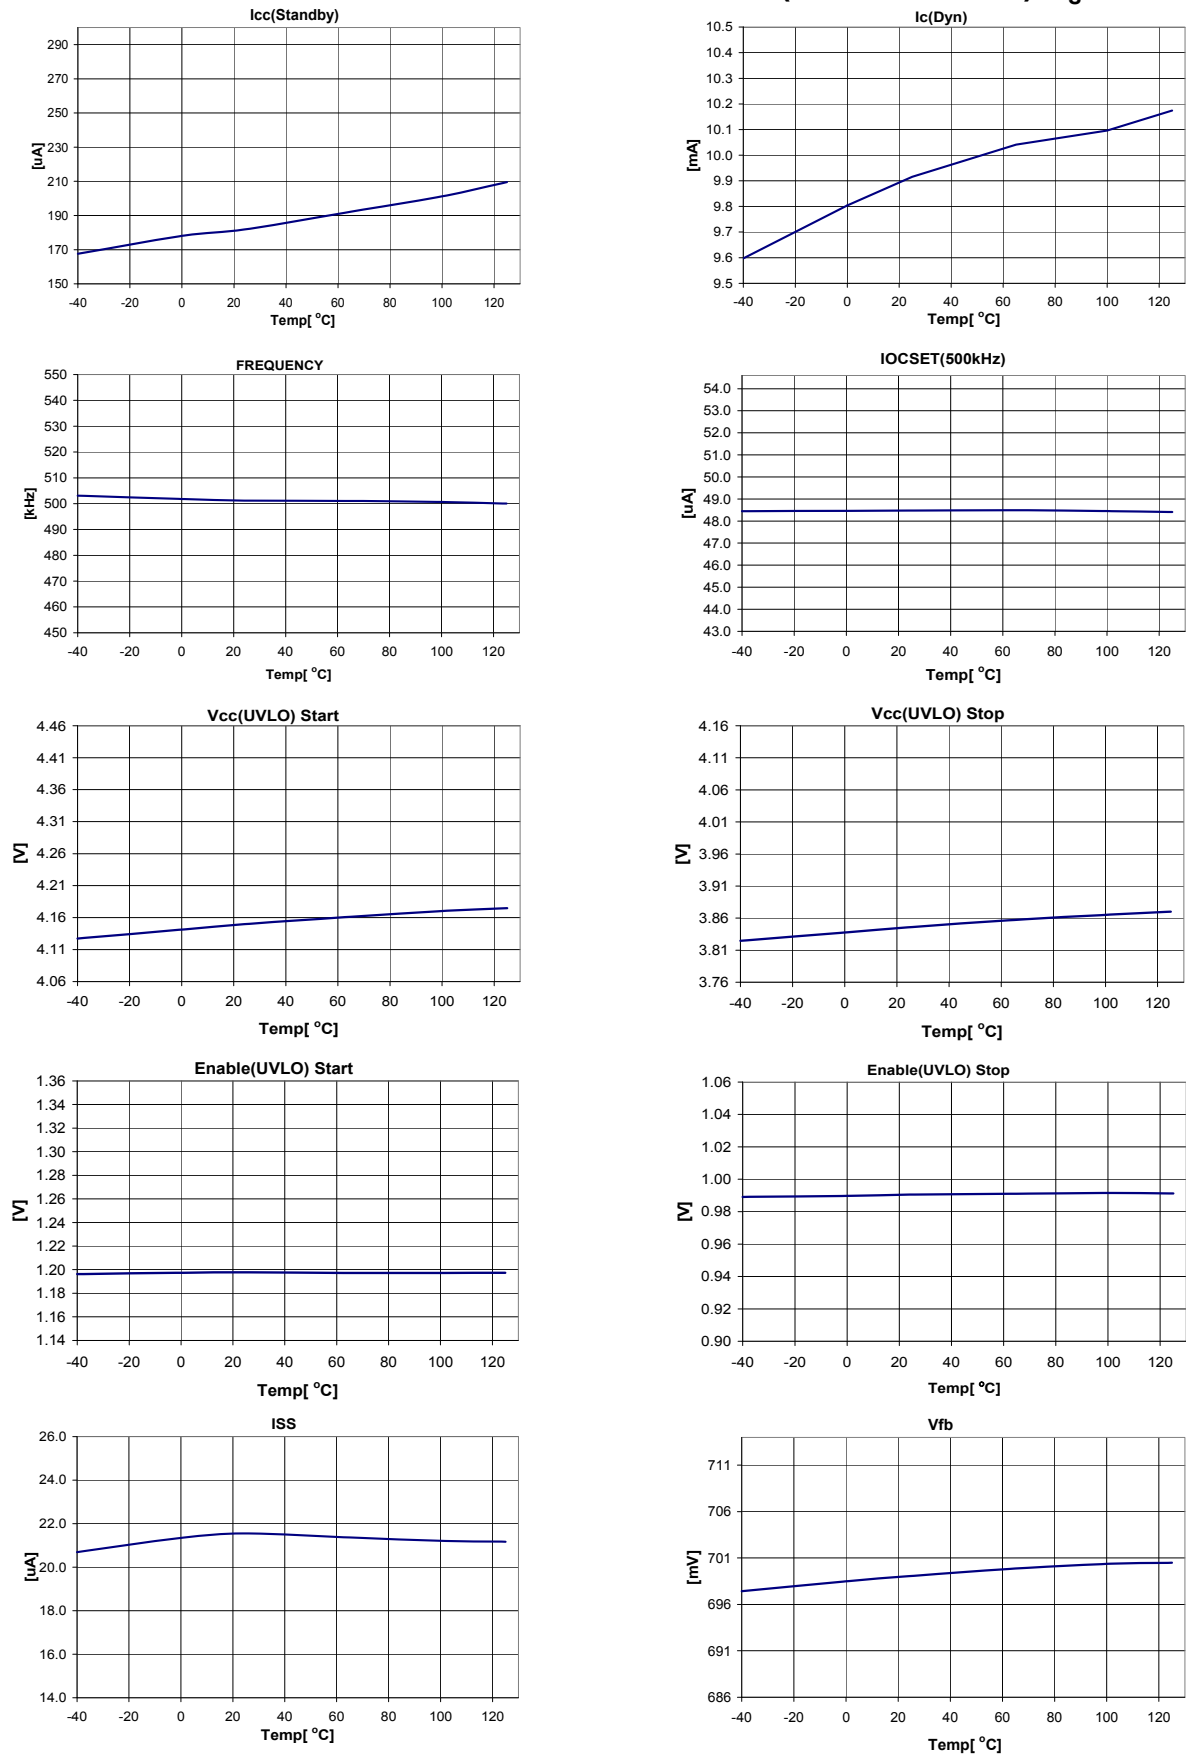 Icc(Standby)
290
270
250
230
210
190
170
150
[uA]
-40 -20 0 20 40 60 80 100 120
Temp[ °C]
Ic(Dyn)
10.5
10.4
10.3
10.2
10.1
10.0
9.9
9.8
9.7
9.6
9.5
[mA]
-40 -20 0 20 40 60 80 100 120
Temp[ °C]
FREQUENCY
550
540
530
520
510
500
490
480
470
460
450
[kHz]
-40 -20 0 20 40 60 80 100 120
Temp[ °C]
IOCSET(500kHz)
54.0
53.0
52.0
51.0
50.0
49.0
48.0
47.0
46.0
45.0
44.0
43.0
[uA]
-40 -20 0 20 40 60 80 100 120
Temp[ °C]
Vcc(UVLO) Start
4.46
4.41
4.36
4.31
4.26
4.21
4.16
4.11
4.06
[V]
-40 -20 0 20 40 60 80 100 120
Temp[ °C]
Vcc(UVLO) Stop
4.16
4.11
4.06
4.01
3.96
3.91
3.86
3.81
3.76
[V]
-40 -20 0 20 40 60 80 100 120
Temp[ °C]
Enable(UVLO) Start
1.36
1.34
1.32
1.30
1.28
1.26
1.24
1.22
1.20
1.18
1.16
1.14
[V]
-40 -20 0 20 40 60 80 100 120
Temp[ °C]
Enable(UVLO) Stop
1.06
1.04
1.02
1.00
0.98
0.96
0.94
0.92
0.90
[V]
-40 -20 0 20 40 60 80 100 120
Temp[ °C]
ISS
26.0
24.0
22.0
20.0
18.0
16.0
14.0
[uA]
-40 -20 0 20 40 60 80 100 120
Temp[ °C]
Vfb
711
706
701
696
691
686
[mV]
-40 -20 0 20 40 60 80 100 120
Temp[ °C]